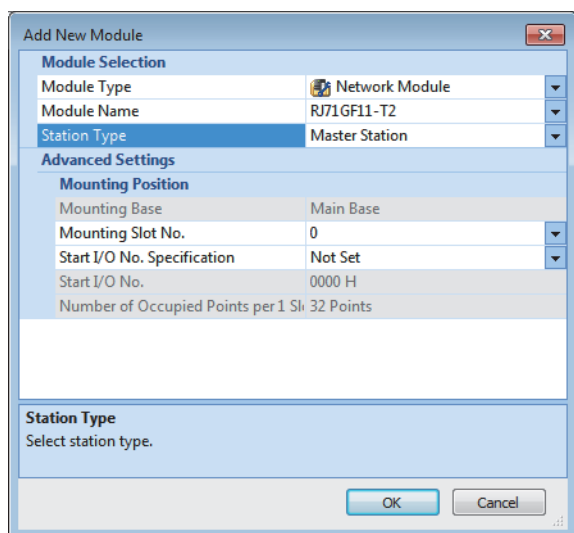 Add New Module
Module Selection
Module Type Network Module
Module Name RJ71GF11-T2
Station Type Master Station
Advanced Settings
Mounting Position
Mounting Base Main Base
Mounting Slot No. 0
Start I/O No. Specification Not Set
Start I/O No. 0000 H
Number of Occupied Points per 1 Sl 32 Points
Station Type
Select station type.
OK Cancel